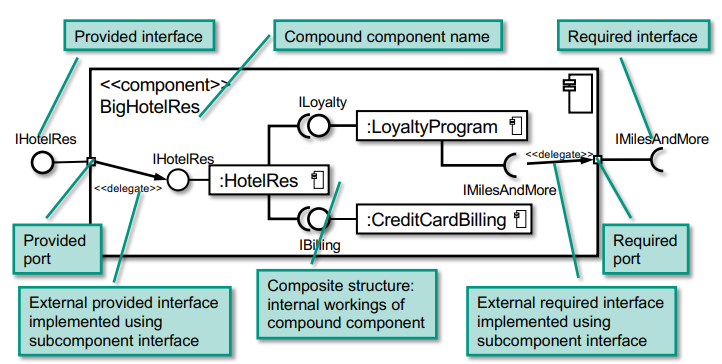 Provided interface
Compound component name
Required interface
<<component>>
BigHotelRes
ILoyalty
:LoyaltyProgram
IHotelRes
IHotelRes
IMilesAndMore
<<delegate>>
<<delegate>>
:HotelRes
IMilesAndMore
:CreditCardBilling
IBilling
Provided
port
Required
port
External provided interface
implemented using
subcomponent interface
Composite structure:
internal workings of
compound component
External required interface
implemented using
subcomponent interface